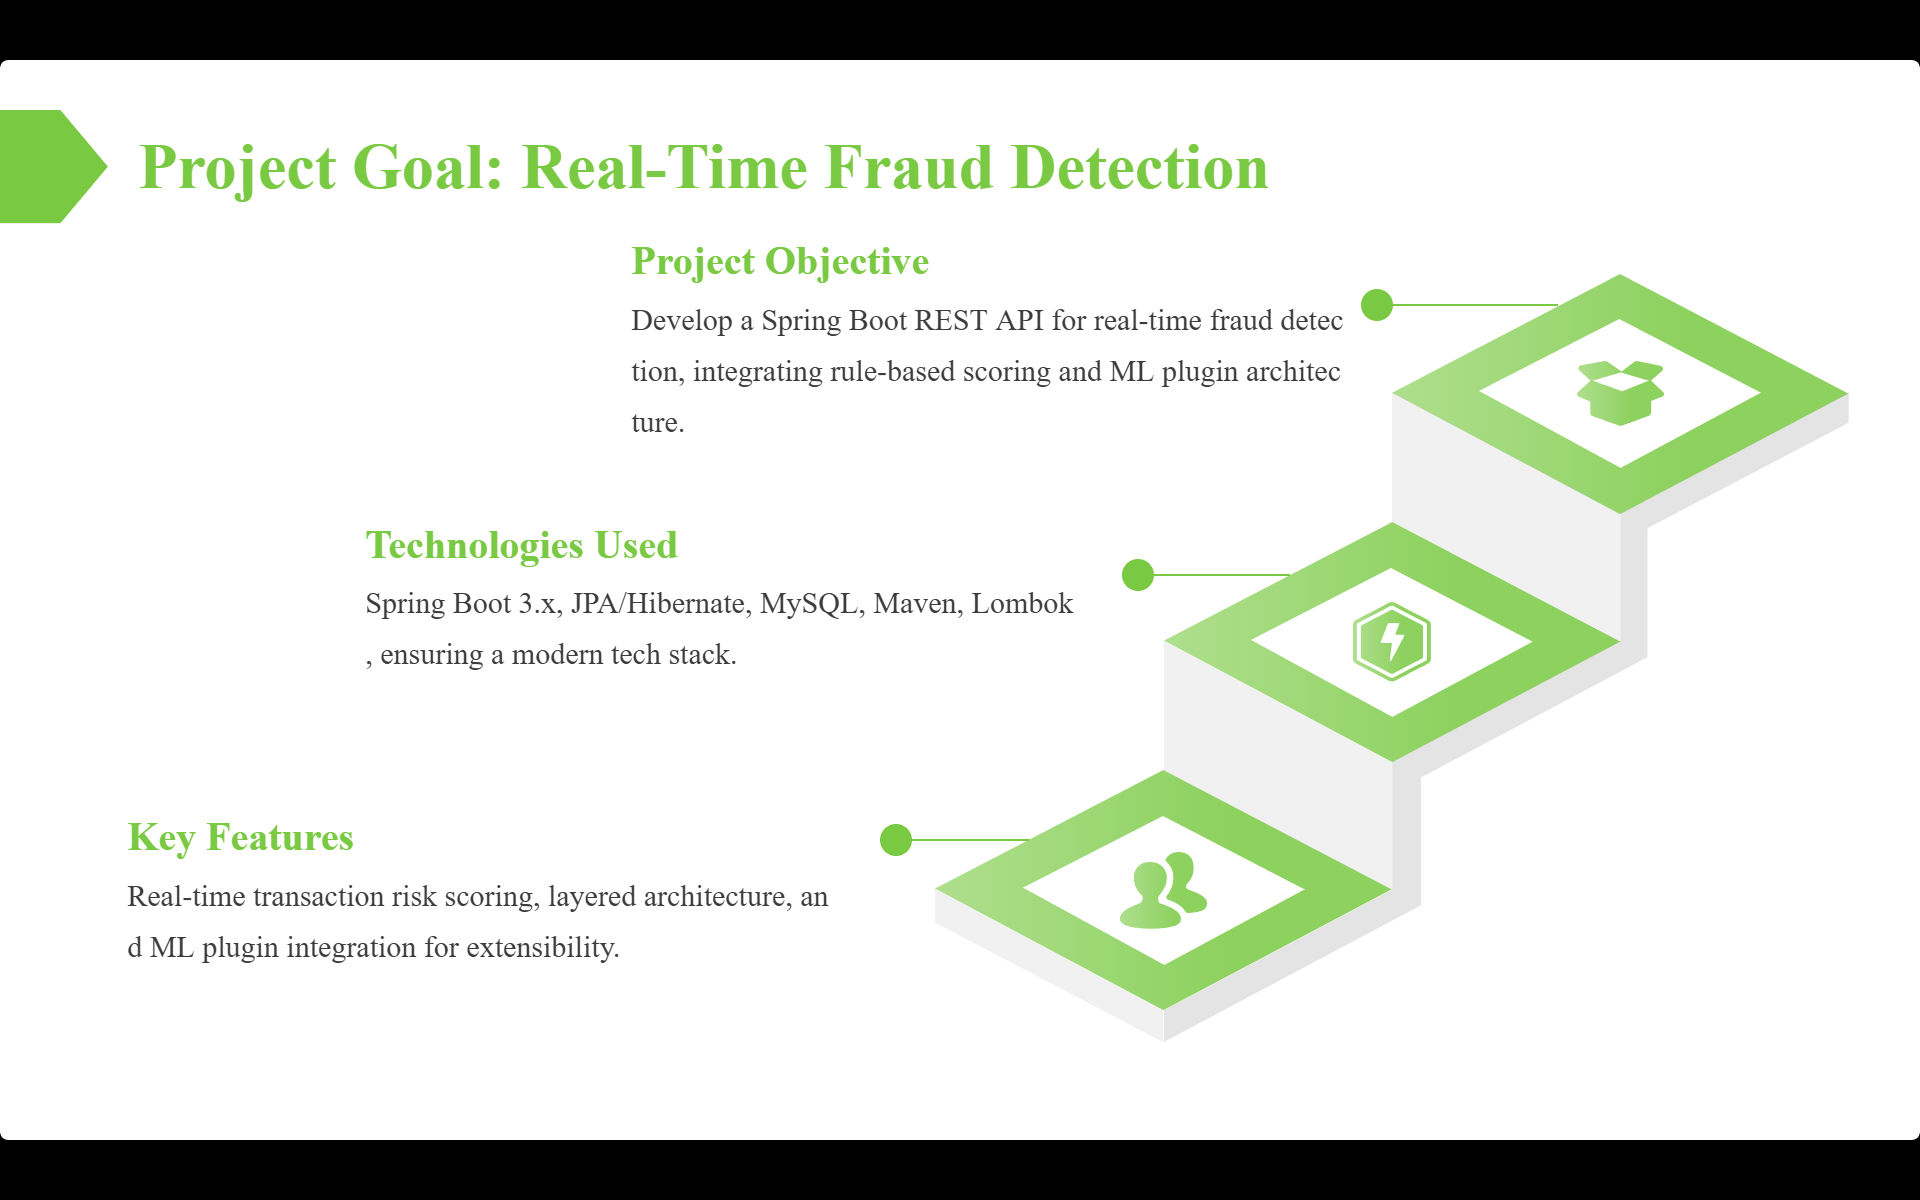 Project Goal: Real-Time Fraud Detection
Project Objective
Develop a Spring Boot REST API for real-time fraud detec
tion, integrating rule-based scoring and ML plugin architec
ture.
Technologies Used
Spring Boot 3.x, JPA/Hibernate, MySQL, Maven, Lombok
, ensuring a modern tech stack.
Key Features
Real-time transaction risk scoring, layered architecture, an
d ML plugin integration for extensibility.